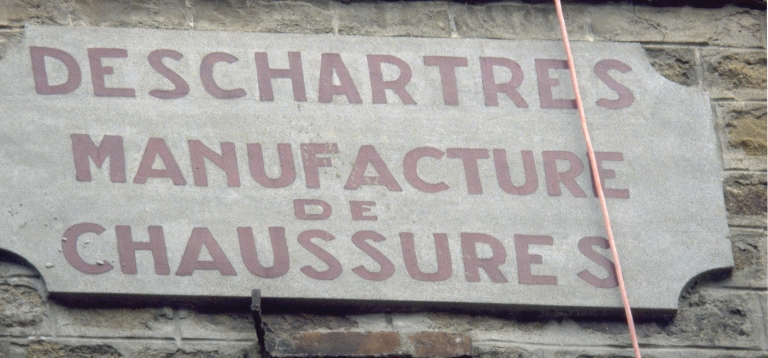 DESCHARTRES
MANUFACTURE
DE
CHAUSSURES